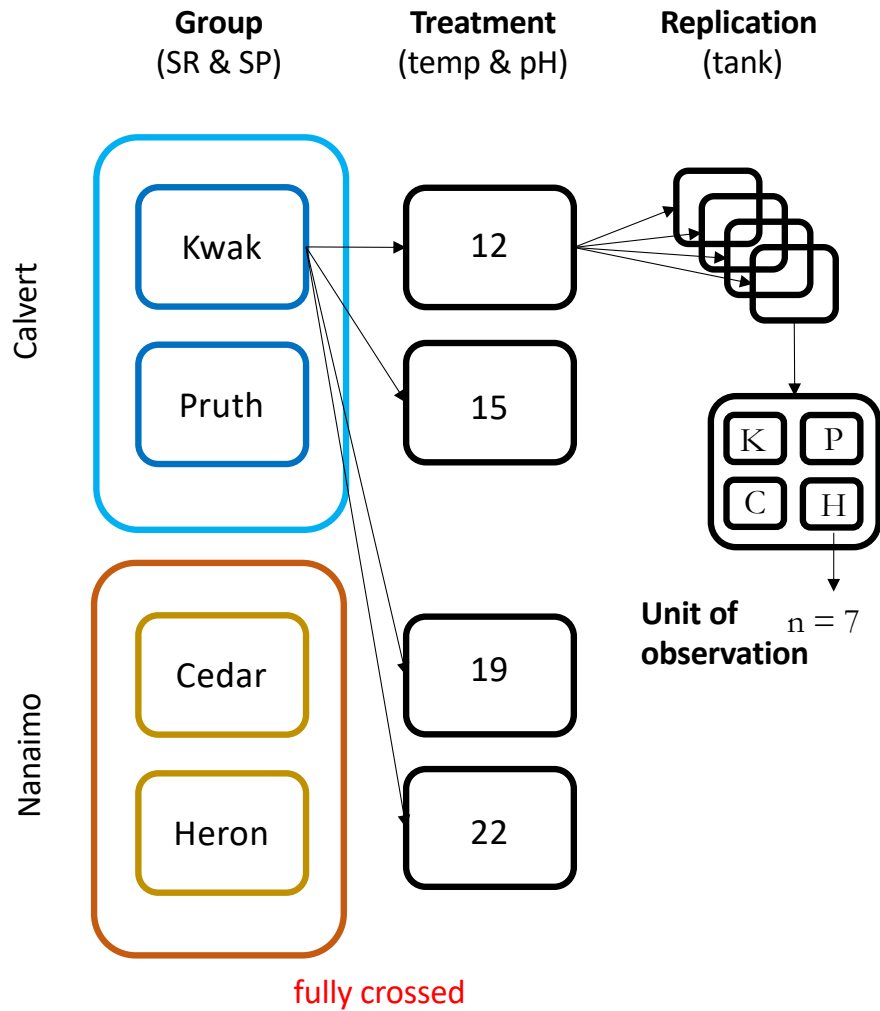 Group
(SR & SP)
Treatment
(temp & pH)
Replication
(tank)
Calvert
Kwak
Pruth
12
15
K
P
C
H
Unit of
observation
n = 7
Nanaimo
Cedar
Heron
19
22
fully crossed